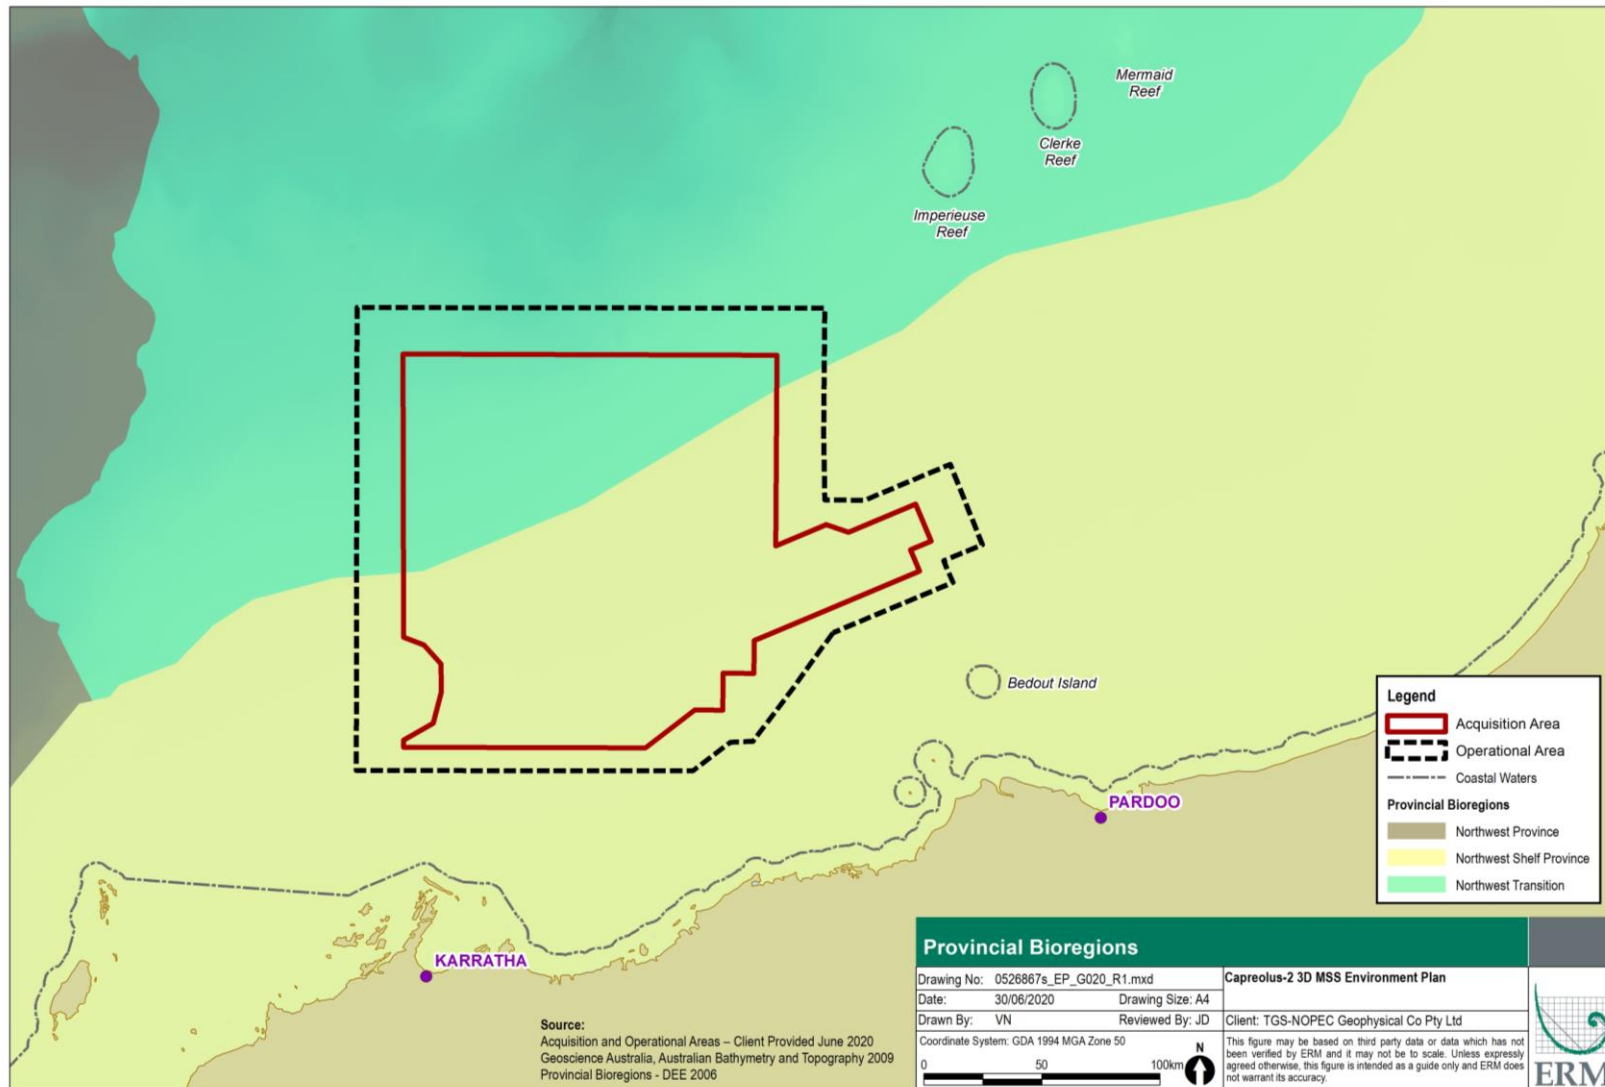 Mermaid
Reef
Clerke
Reef
Imperieuse
Reef
Bedout Island
PARDOO
KARRATHA
Legend
Acquisition Area
Operational Area
Coastal Waters
Provincial Bioregions
Northwest Province
Northwest Shelf Province
Northwest Transition
Source:
Acquisition and Operational Areas – Client Provided June 2020
Geoscience Australia, Australian Bathymetry and Topography 2009
Provincial Bioregions - DEE 2006
Provincial Bioregions
Drawing No: 0526867s_EP_G020_R1.mxd
Date: 30/06/2020 Drawing Size: A4
Drawn By: VN Reviewed By: JD
Coordinate System: GDA 1994 MGA Zone 50
0 50 100km
N
Capreolus-2 3D MSS Environment Plan
Client: TGS-NOPEC Geophysical Co Pty Ltd
This figure may be based on third party data or data which has not
been verified by ERM and it may not be to scale. Unless expressly
agreed otherwise, this figure is intended as a guide only and ERM does
not warrant its accuracy.
ERM